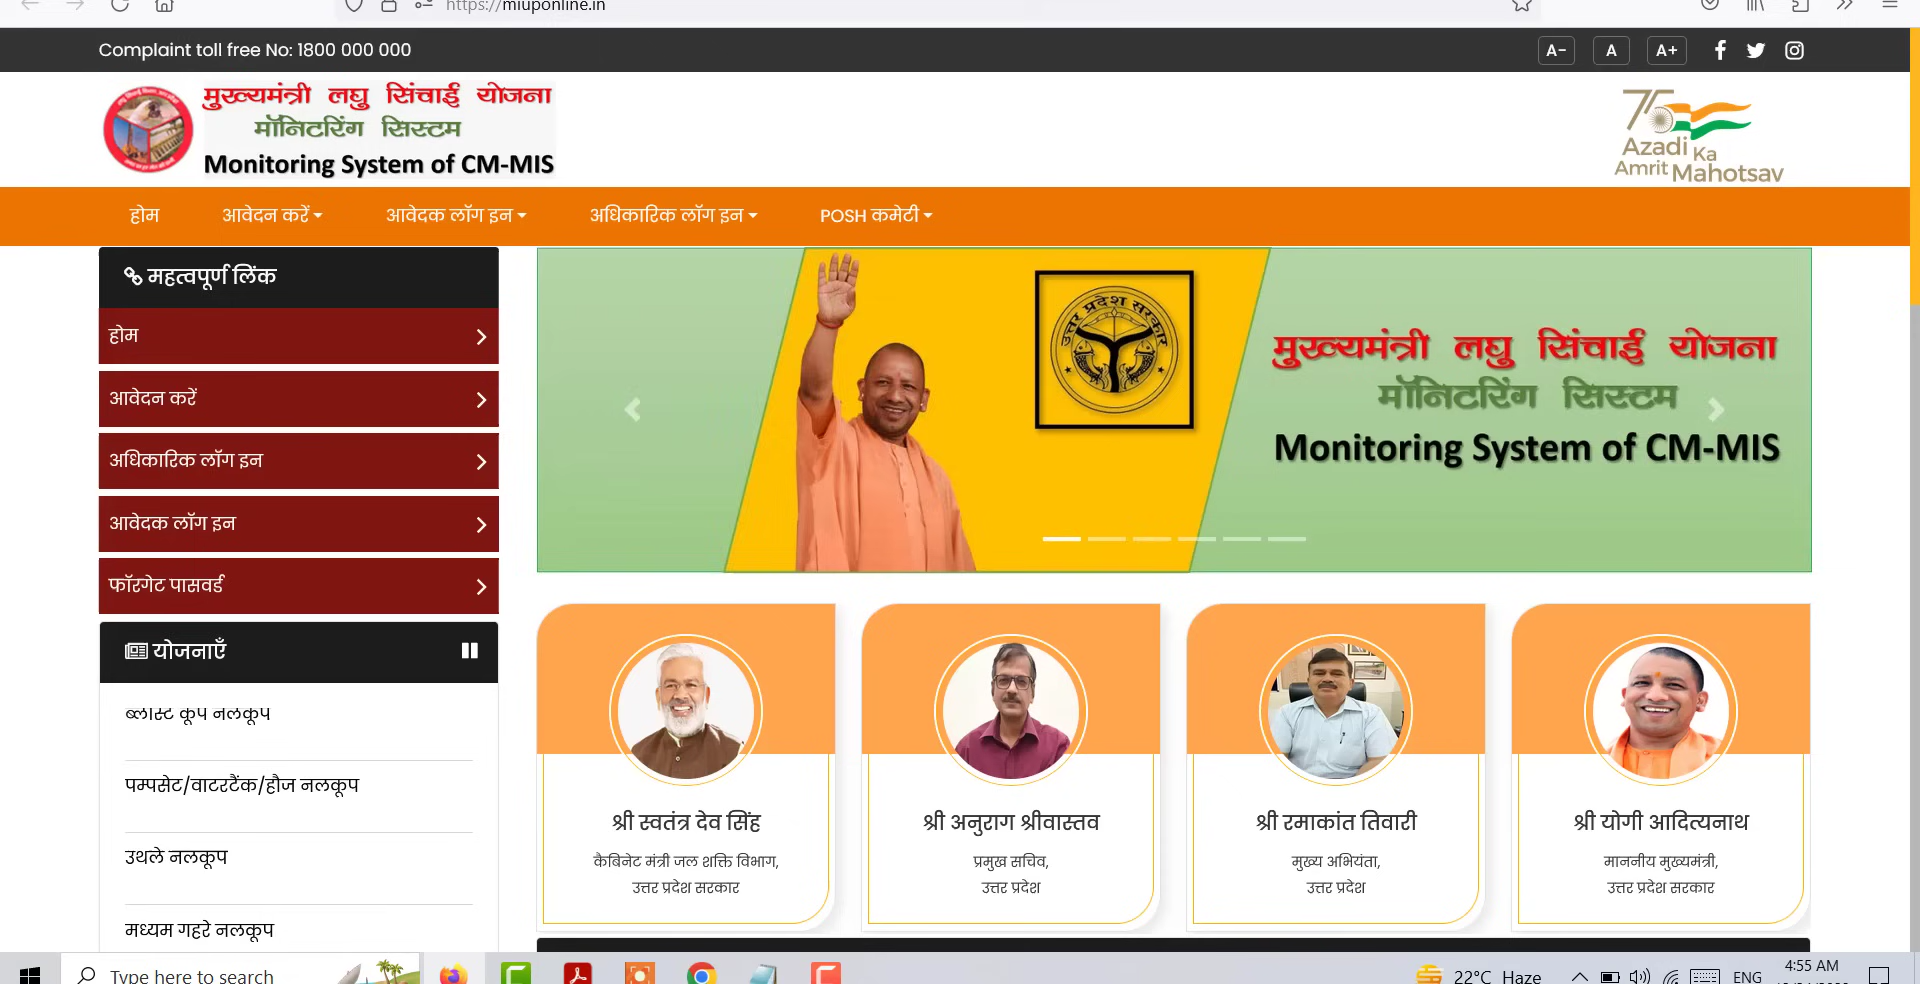 https://miuponline.in
Complaint toll free No: 1800 000 000
A-
A
A+
मुख्यमंत्री लघु सिंचाई योजना
मॉनिटरिंग सिस्टम
Monitoring System of CM-MIS
75
Azadi Ka
Amrit Mahotsav
होम
आवेदन करें
आवेदक लॉग इन
अधिकारिक लॉग इन
POSH कमेटी
महत्वपूर्ण लिंक
होम
आवेदन करें
अधिकारिक लॉग इन
आवेदक लॉग इन
फॉरगेट पासवर्ड
योजनाएँ
ब्लास्ट कूप नलकूप
पम्पसेट/वाटरटैंक/हौज नलकूप
उथले नलकूप
मध्यम गहरे नलकूप
उत्तर प्रदेश सरकार
मुख्यमंत्री लघु सिंचाई योजना
मॉनिटरिंग सिस्टम
Monitoring System of CM-MIS
श्री स्वतंत्र देव सिंह
कैबिनेट मंत्री जल शक्ति विभाग,
उत्तर प्रदेश सरकार
श्री अनुराग श्रीवास्तव
प्रमुख सचिव,
उत्तर प्रदेश
श्री रमाकांत तिवारी
मुख्य अभियंता,
उत्तर प्रदेश
श्री योगी आदित्यनाथ
माननीय मुख्यमंत्री,
उत्तर प्रदेश सरकार
Type here to search
22°C Haze
ENG
4:55 AM